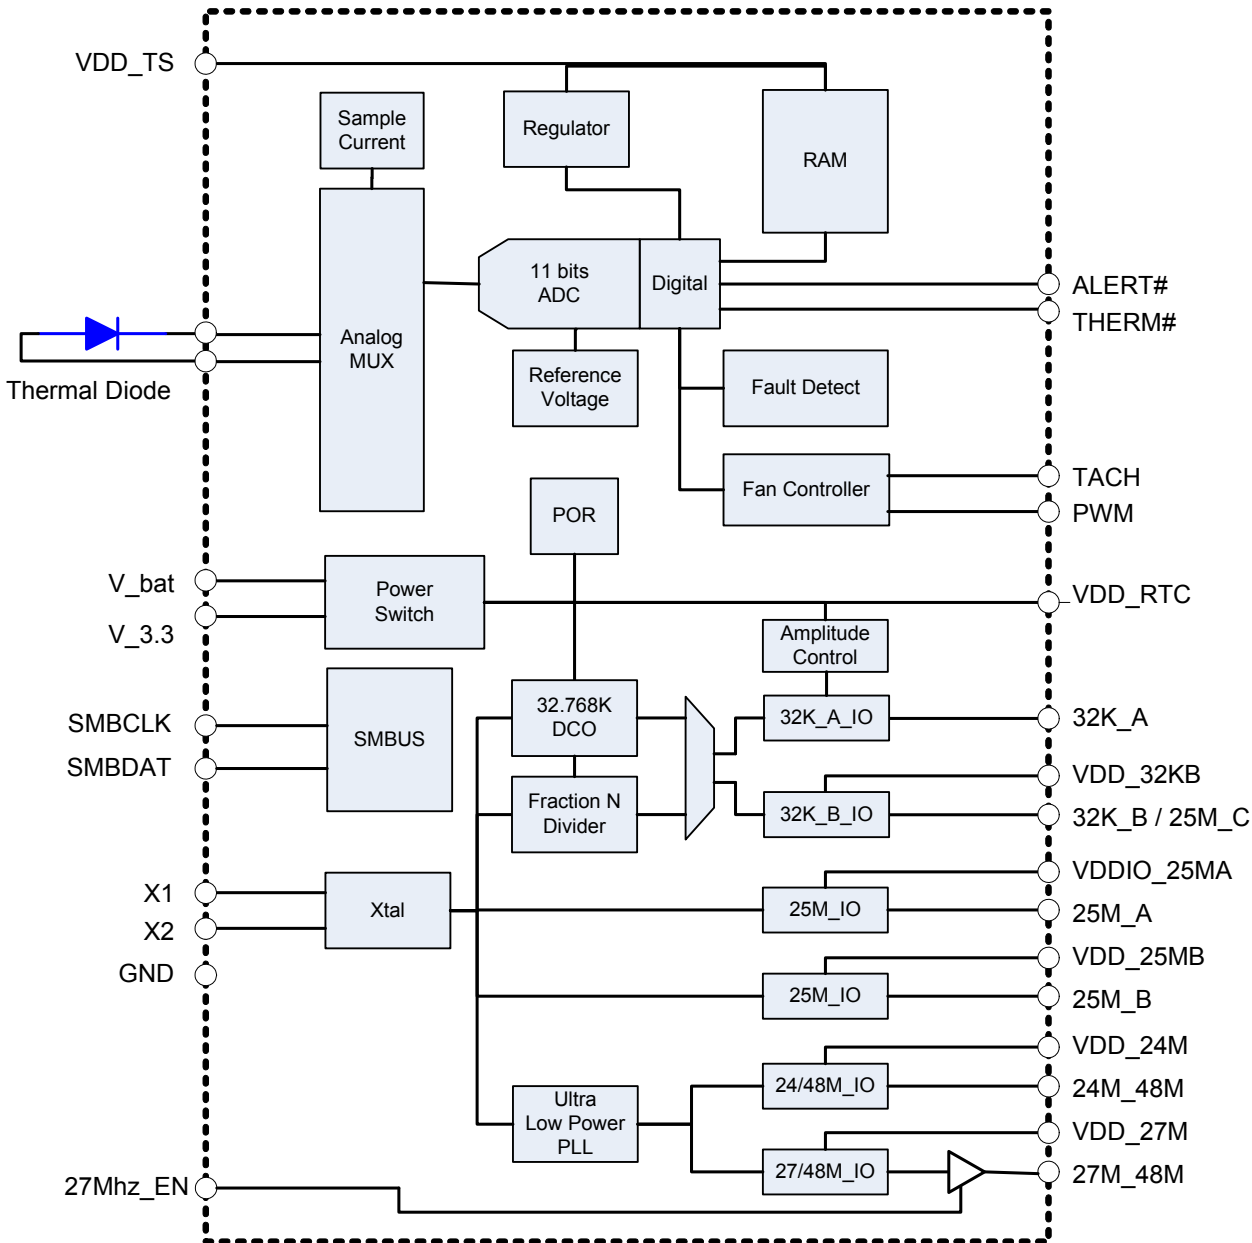 VDD_TS
Sample
Current
Regulator
RAM
11 bits
ADC
Digital
ALERT#
THERM#
Analog
MUX
Thermal Diode
Reference
Voltage
Fault Detect
Fan Controller
TACH
PWM
POR
V_bat
V_3.3
Power
Switch
_VDD_RTC
Amplitude
Control
SMBCLK
SMBDAT
SMBUS
32.768K
DCO
32K_A_IO
32K_A
Fraction N
Divider
32K_B_IO
VDD_32KB
32K_B / 25M_C
X1
X2
GND
Xtal
25M_IO
VDDIO_25MA
25M_A
25M_IO
VDD_25MB
25M_B
Ultra
Low Power
PLL
24/48M_IO
VDD_24M
24M_48M
27/48M_IO
VDD_27M
27M_48M
27Mhz_EN